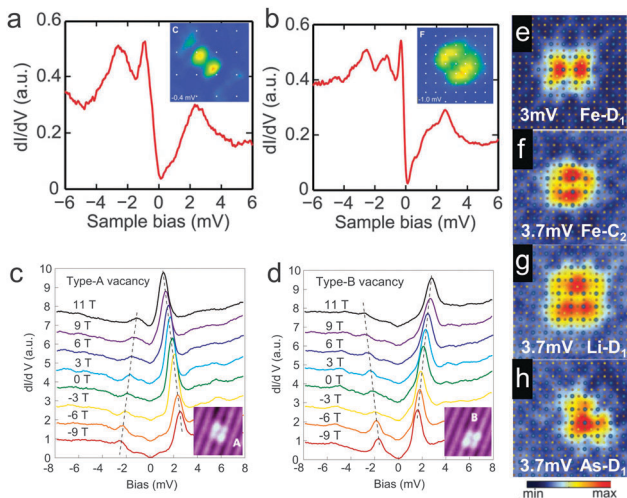 a
0.6
0.4
0.2
0
dI/dV (a.u.)
C
-0.4 mV
−6 −4 −2 0 2 4 6
Sample bias (mV)
b
0.6
0.4
0.2
0
dI/dV (a.u.)
F
-1.0 mV
−6 −4 −2 0 2 4 6
Sample bias (mV)
c
Type-A vacancy
10
9
8
7
6
5
4
3
2
1
0
dI/d V (a.u.)
11 T
9 T
6 T
3 T
0 T
-3 T
-6 T
-9 T
A
-8 -6 -4 -2 0 2 4 6 8
Bias (mV)
d
Type-B vacancy
10
9
8
7
6
5
4
3
2
1
0
dI/d V (a.u.)
11 T
9 T
6 T
3 T
0 T
-3 T
-6 T
-9 T
B
-8 -6 -4 -2 0 2 4 6 8
Bias (mV)
e
3mV Fe-D1
f
3.7mV Fe-C2
g
3.7mV Li-D1
h
3.7mV As-D1
min max